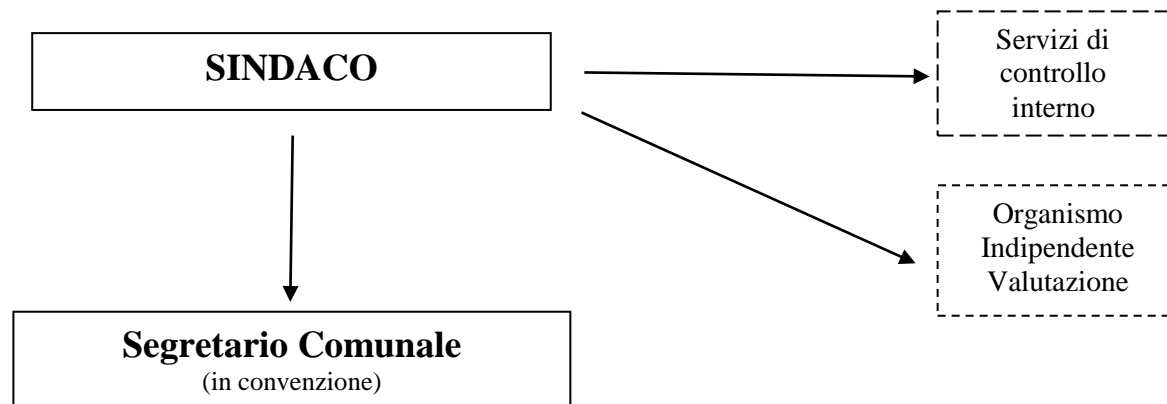 SINDACO
Servizi di
controllo
interno
Organismo
Indipendente
Valutazione
Segretario Comunale
(in convenzione)